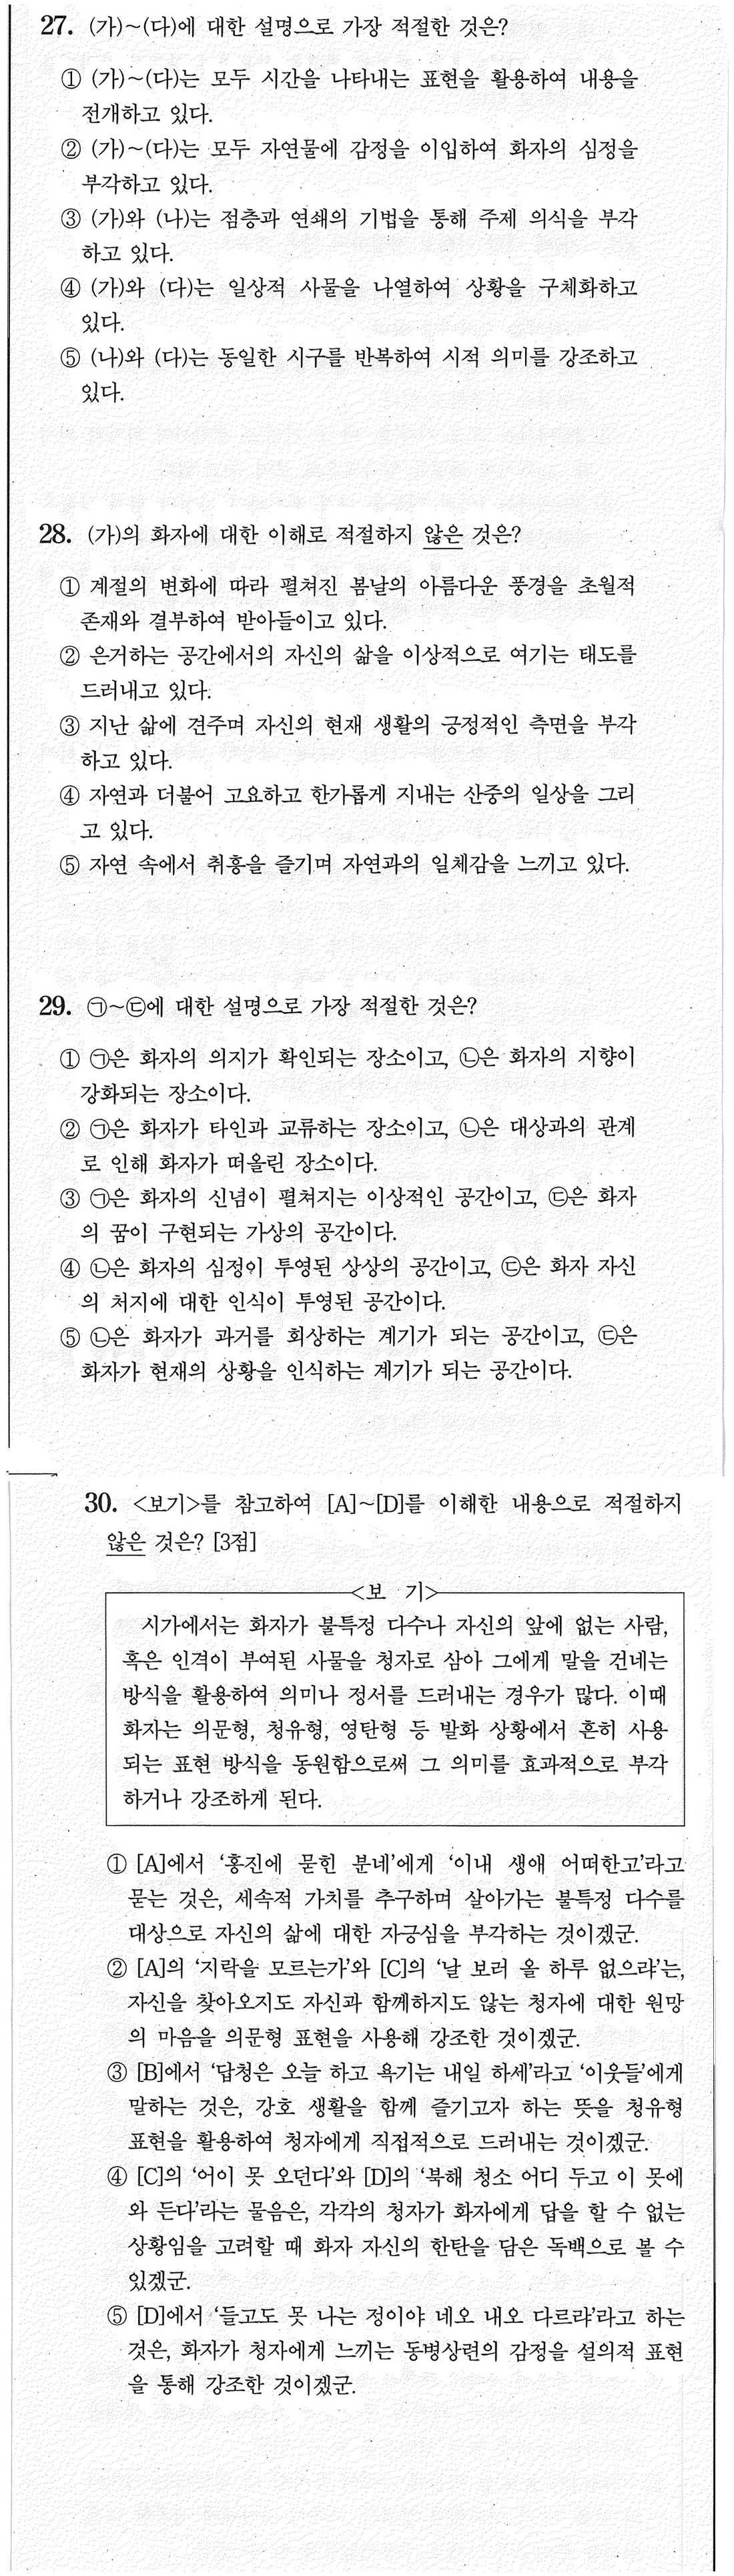 27. (가)~(다)에 대한 설명으로 가장 적절한 것은?
① (가)~(다)는 모두 시간을 나타내는 표현을 활용하여 내용을
전개하고 있다.
② (가)~(다)는 모두 자연물에 감정을 이입하여 화자의 심정을
부각하고 있다.
③ (가)와 (나)는 점층과 연쇄의 기법을 통해 주제 의식을 부각
하고 있다.
④ (가)와 (다)는 일상적 사물을 나열하여 상황을 구체화하고
있다.
⑤ (나)와 (다)는 동일한 시구를 반복하여 시적 의미를 강조하고
있다.
28. (가)의 화자에 대한 이해로 적절하지 않은 것은?
① 계절의 변화에 따라 펼쳐진 봄날의 아름다운 풍경을 초월적
존재와 결부하여 받아들이고 있다.
② 은거하는 공간에서의 자신의 삶을 이상적으로 여기는 태도를
드러내고 있다.
③ 지난 삶에 견주며 자신의 현재 생활의 긍정적인 측면을 부각
하고 있다.
④ 자연과 더불어 고요하고 한가롭게 지내는 산중의 일상을 그리
고 있다.
⑤ 자연 속에서 취흥을 즐기며 자연과의 일체감을 느끼고 있다.
29. ㉠~㉢에 대한 설명으로 가장 적절한 것은?
① ㉠은 화자의 의지가 확인되는 장소이고, ㉡은 화자의 지향이
강화되는 장소이다.
② ㉠은 화자가 타인과 교류하는 장소이고, ㉡은 대상과의 관계
로 인해 화자가 떠올린 장소이다.
③ ㉠은 화자의 신념이 펼쳐지는 이상적인 공간이고, ㉢은 화자
의 꿈이 구현되는 가상의 공간이다.
④ ㉡은 화자의 심정이 투영된 상상의 공간이고, ㉢은 화자 자신
의 처지에 대한 인식이 투영된 공간이다.
⑤ ㉡은 화자가 과거를 회상하는 계기가 되는 공간이고, ㉢은
화자가 현재의 상황을 인식하는 계기가 되는 공간이다.
30. <보기>를 참고하여 [A]~[D]를 이해한 내용으로 적절하지
않은 것은? [3점]
<보 기>
시가에서는 화자가 불특정 다수나 자신의 앞에 없는 사람,
혹은 인격이 부여된 사물을 청자로 삼아 그에게 말을 건네는
방식을 활용하여 의미나 정서를 드러내는 경우가 많다. 이때
화자는 의문형, 청유형, 영탄형 등 발화 상황에서 흔히 사용
되는 표현 방식을 동원함으로써 그 의미를 효과적으로 부각
하거나 강조하게 된다.
① [A]에서 ‘홍진에 묻힌 분네’에게 ‘이내 생애 어떠한고’라고
묻는 것은, 세속적 가치를 추구하며 살아가는 불특정 다수를
대상으로 자신의 삶에 대한 자긍심을 부각하는 것이겠군.
② [A]의 ‘지락을 모르는가’와 [C]의 ‘날 보러 올 하루 없으랴’는,
자신을 찾아오지도 자신과 함께하지도 않는 청자에 대한 원망
의 마음을 의문형 표현을 사용해 강조한 것이겠군.
③ [B]에서 ‘답청은 오늘 하고 욕기는 내일 하세’라고 ‘이웃들’에게
말하는 것은, 강호 생활을 함께 즐기고자 하는 뜻을 청유형
표현을 활용하여 청자에게 직접적으로 드러내는 것이겠군.
④ [C]의 ‘어이 못 오던다’와 [D]의 ‘북해 청소 어디 두고 이 못에
와 든다’라는 물음은, 각각의 청자가 화자에게 답을 할 수 없는
상황임을 고려할 때 화자 자신의 한탄을 담은 독백으로 볼 수
있겠군.
⑤ [D]에서 ‘들고도 못 나는 정이야 네오 내오 다르랴’라고 하는
것은, 화자가 청자에게 느끼는 동병상련의 감정을 설의적 표현
을 통해 강조한 것이겠군.